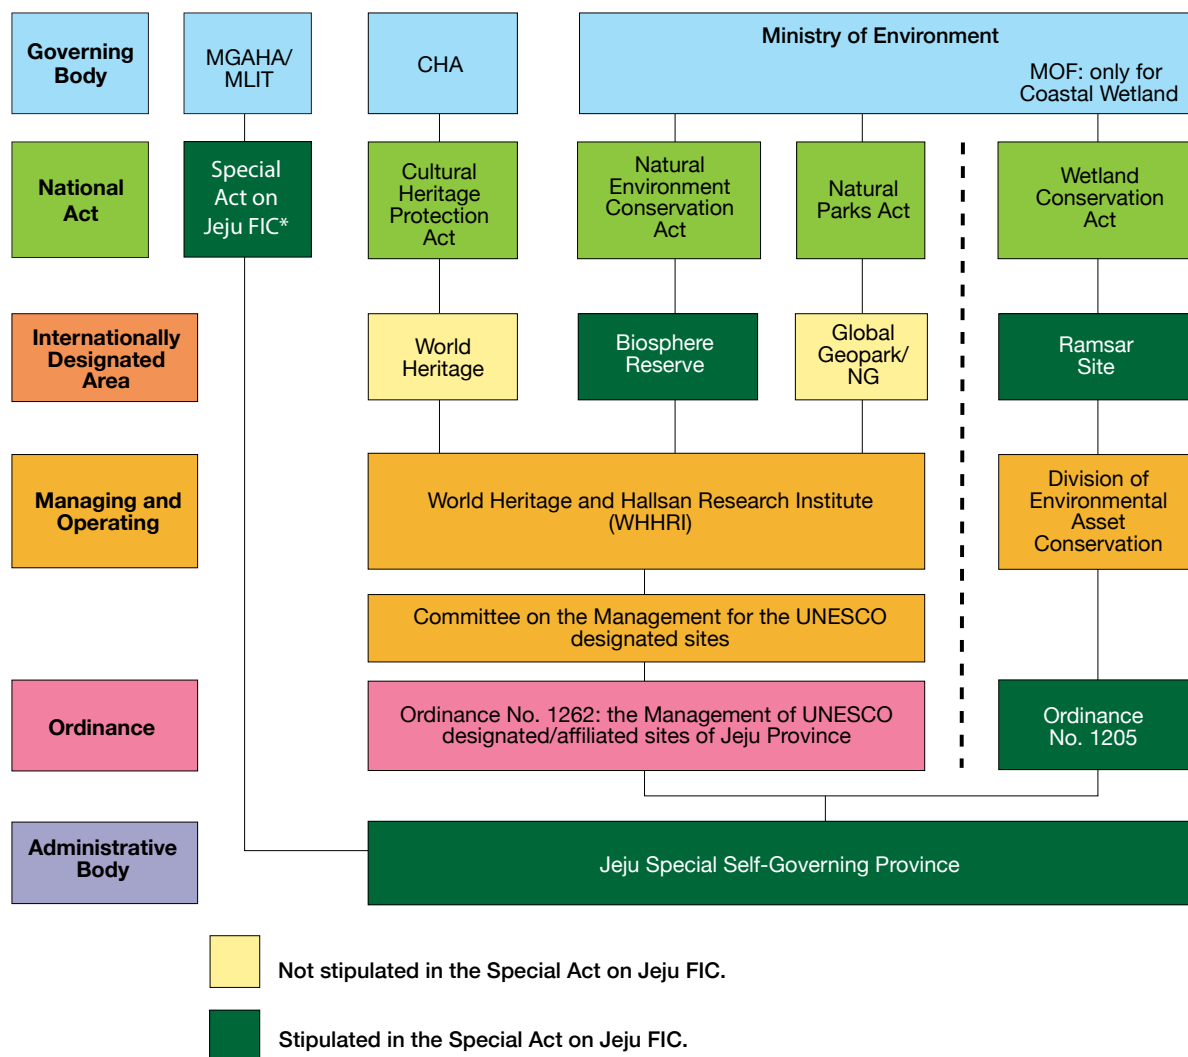 Governing
Body
MGAHA/
MLIT
CHA
Ministry of Environment
MOF: only for
Coastal Wetland
National
Act
Special
Act on
Jeju FIC*
Cultural
Heritage
Protection
Act
Natural
Environment
Conservation
Act
Natural
Parks Act
Wetland
Conservation
Act
Internationally
Designated
Area
World
Heritage
Biosphere
Reserve
Global
Geopark/
NG
Ramsar
Site
Managing and
Operating
World Heritage and Hallsan Research Institute
(WHHRI)
Division of
Environmental
Asset
Conservation
Committee on the Management for the UNESCO
designated sites
Ordinance
Ordinance No. 1262: the Management of UNESCO
designated/affiliated sites of Jeju Province
Ordinance
No. 1205
Administrative
Body
Jeju Special Self-Governing Province
Not stipulated in the Special Act on Jeju FIC.
Stipulated in the Special Act on Jeju FIC.